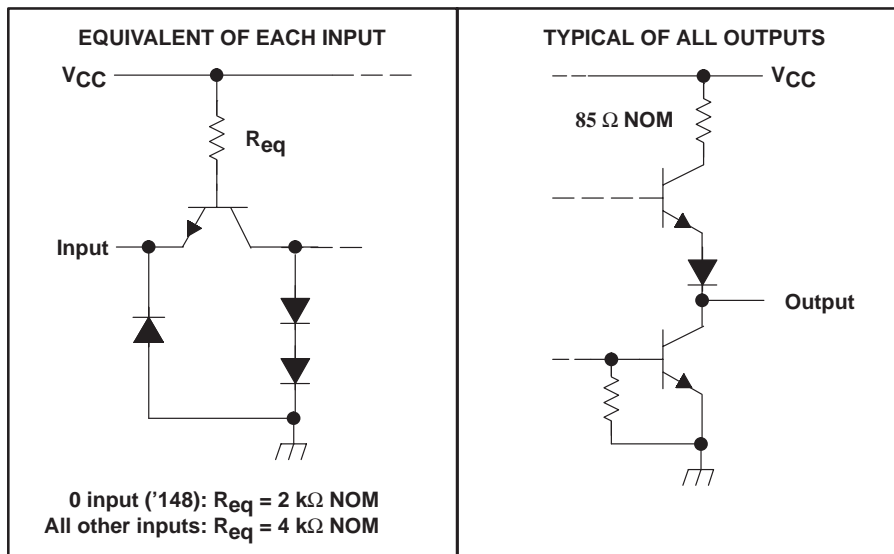 EQUIVALENT OF EACH INPUT
VCC
Req
Input
0 input ('148): Req = 2 kΩ NOM
All other inputs: Req = 4 kΩ NOM
TYPICAL OF ALL OUTPUTS
VCC
85 Ω NOM
Output